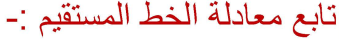 تابع معادلة الخط المستقيم :-